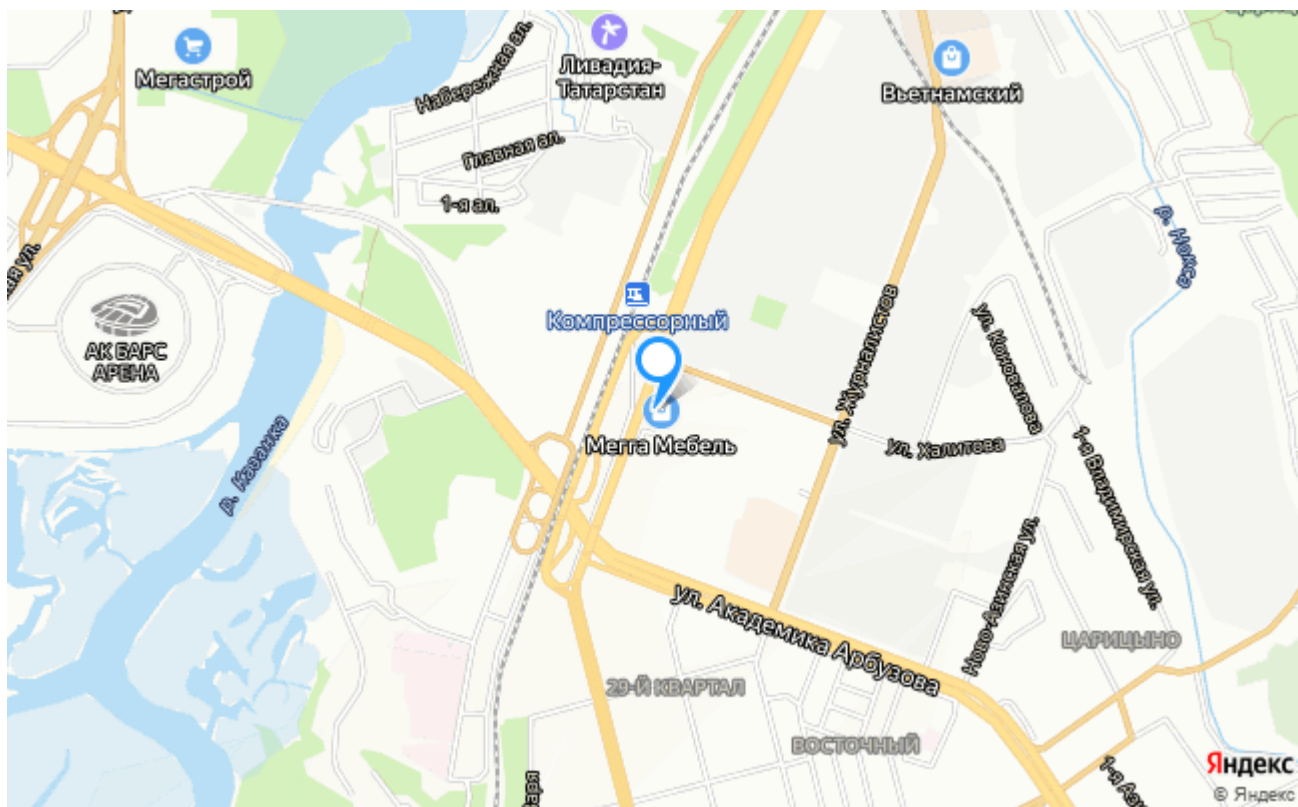 Мегастрой
Набережная ал.
Ливадия-
Татарстан
Вьетнамский
Главная ал.
1-я ал.
р. Нокса
ул.
АК БАРС
АРЕНА
Компрессорный
ул. Журналистов
ул. Коновалова
Мегга Мебель
ул. Халитова
1-я Владимирская ул.
р. Казанка
Ново-Азинская ул.
ул. Академика Арбузова
ЦАРИЦЫНО
29-Й КВАРТАЛ
ВОСТОЧНЫЙ
Яндекс
© Яндекс